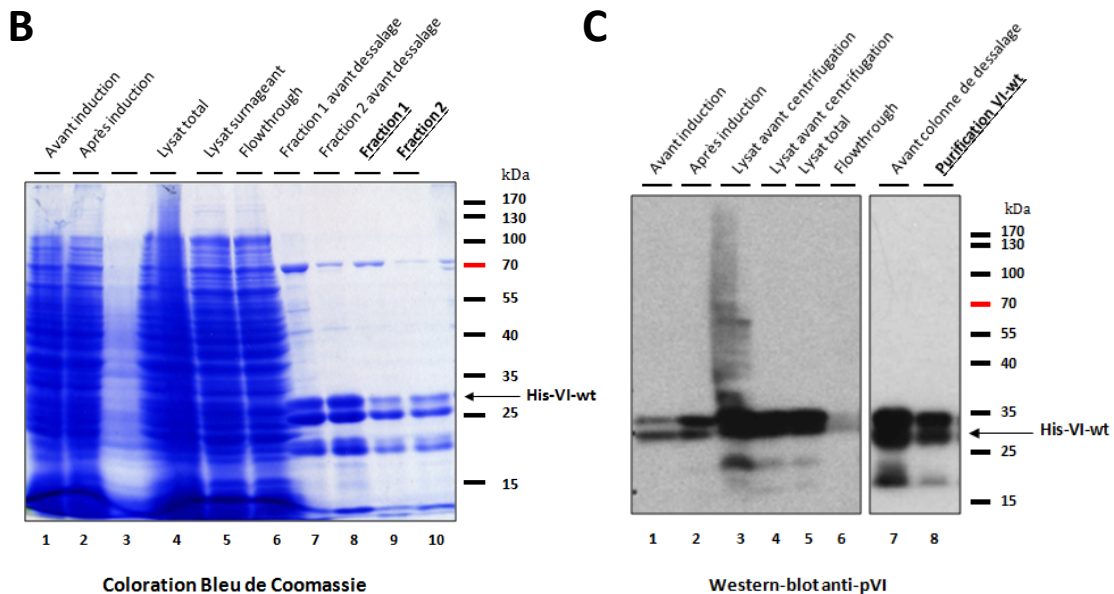 B
Avant induction
Après induction
Lysat total
Lysat surnageant
Flowthrough
Fraction 1 avant dessalage
Fraction 2 avant dessalage
Fraction 1
Fraction 2
kDa
170
130
100
70
55
40
35
25
15
His-VI-wt
1 2 3 4 5 6 7 8 9 10
Coloration Bleu de Coomassie
C
Avant induction
Après induction
Lysat avant centrifugation
Lysat avant centrifugation
Lysat total
Flowthrough
Avant colonne de dessalage
Purification VI-wt
kDa
170
130
100
70
55
40
35
25
15
His-VI-wt
1 2 3 4 5 6 7 8
Western-blot anti-pVI